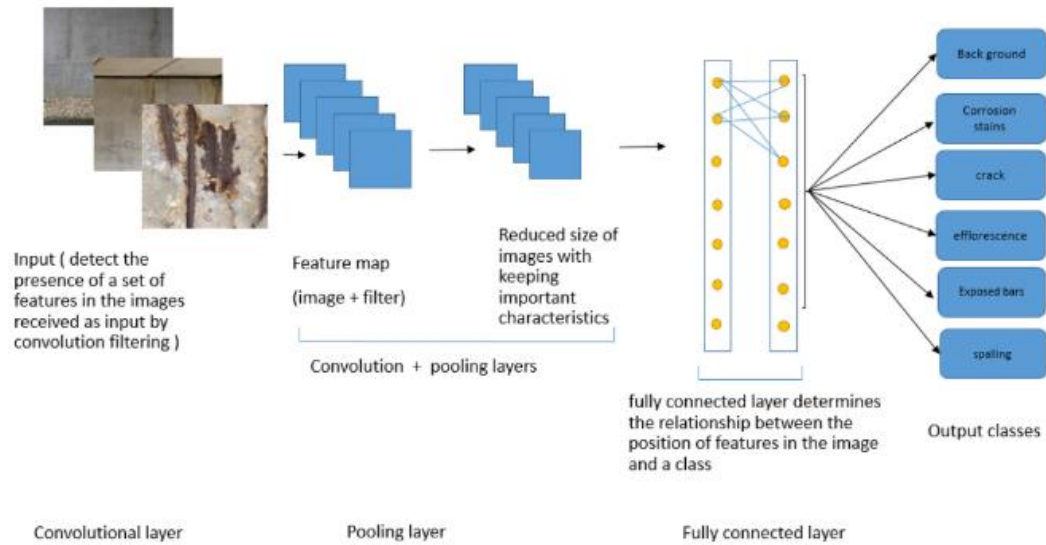 Back ground
Corrosion
stains
crack
efflorescence
Exposed bars
spalling
Input ( detect the
presence of a set of
features in the images
received as input by
convolution filtering )
Feature map
(image + filter)
Reduced size of
images with
keeping
important
characteristics
Convolution + pooling layers
fully connected layer determines
the relationship between the
position of features in the image
and a class
Output classes
Convolutional layer
Pooling layer
Fully connected layer